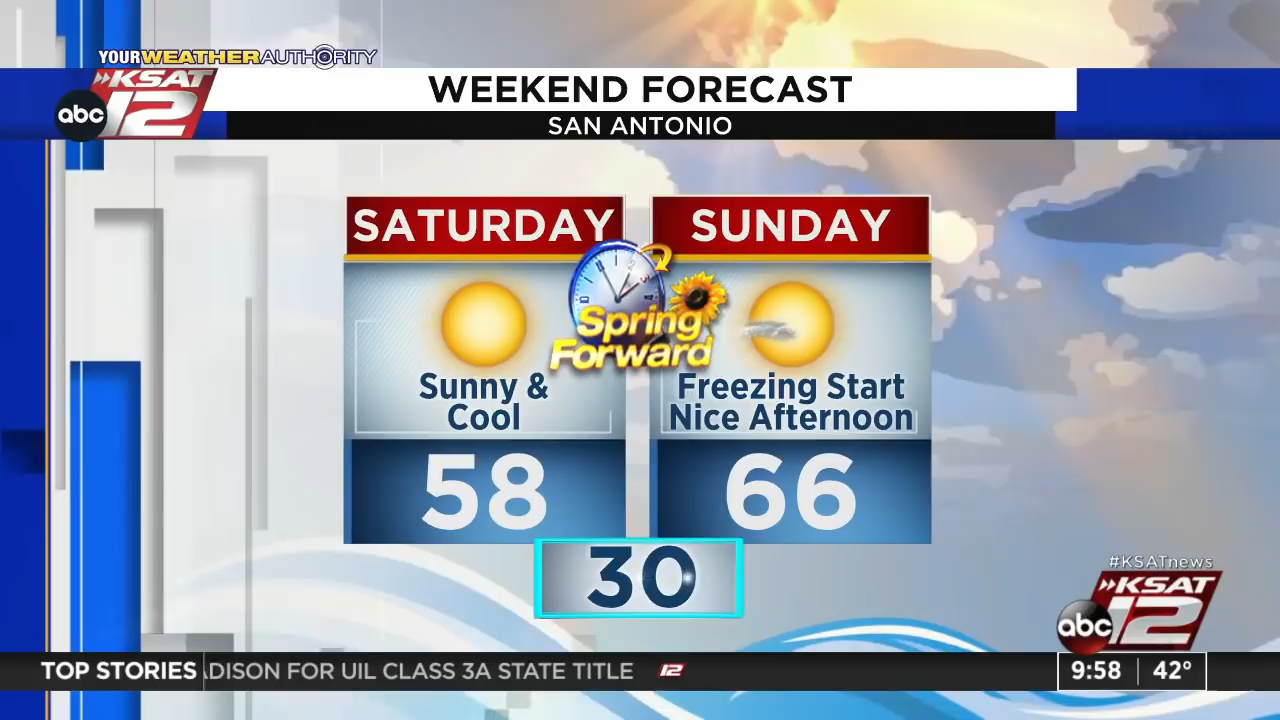 YOURWEATHERAUTHORITY
KSAT
abc 12
WEEKEND FORECAST
SAN ANTONIO
SATURDAY
SUNDAY
Spring
Forward
Sunny &
Cool
Freezing Start
Nice Afternoon
58
66
30
#KSATnews
KSAT
abc 12
TOP STORIES ADISON FOR UIL CLASS 3A STATE TITLE 12
9:58 42°